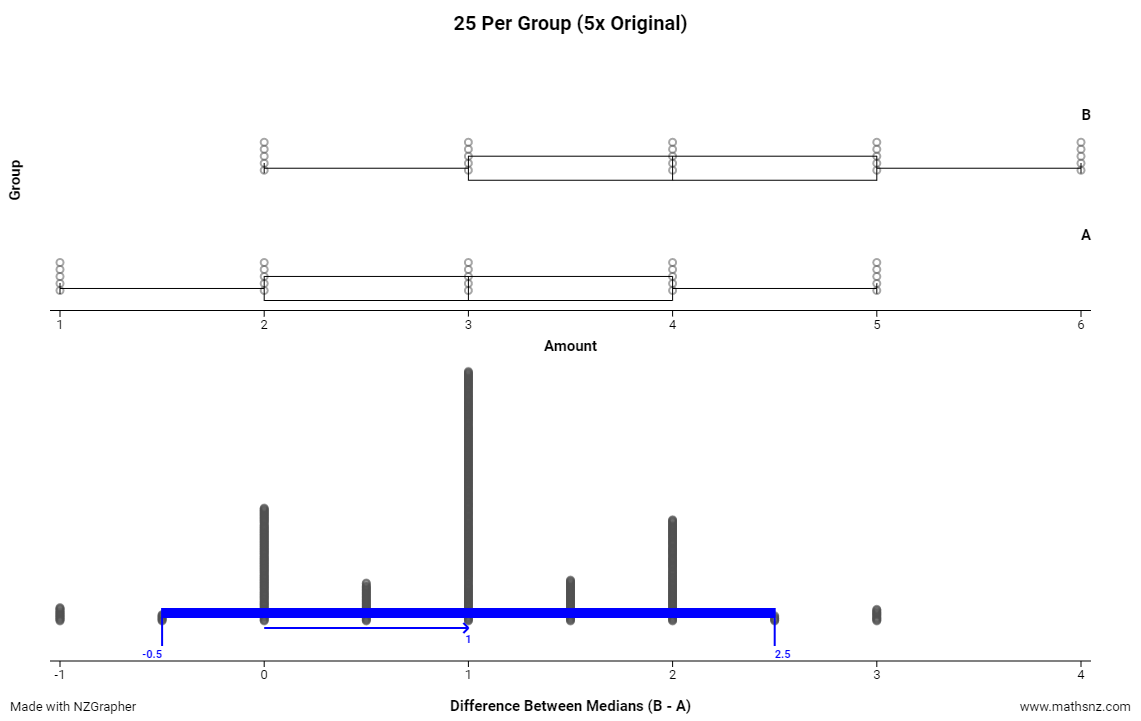 25 Per Group (5x Original)
B
Group
A
1 2 3 4 5 6
Amount
1
-0.5 2.5
-1 0 1 2 3 4
Made with NZGrapher Difference Between Medians (B - A) www.mathsnz.com